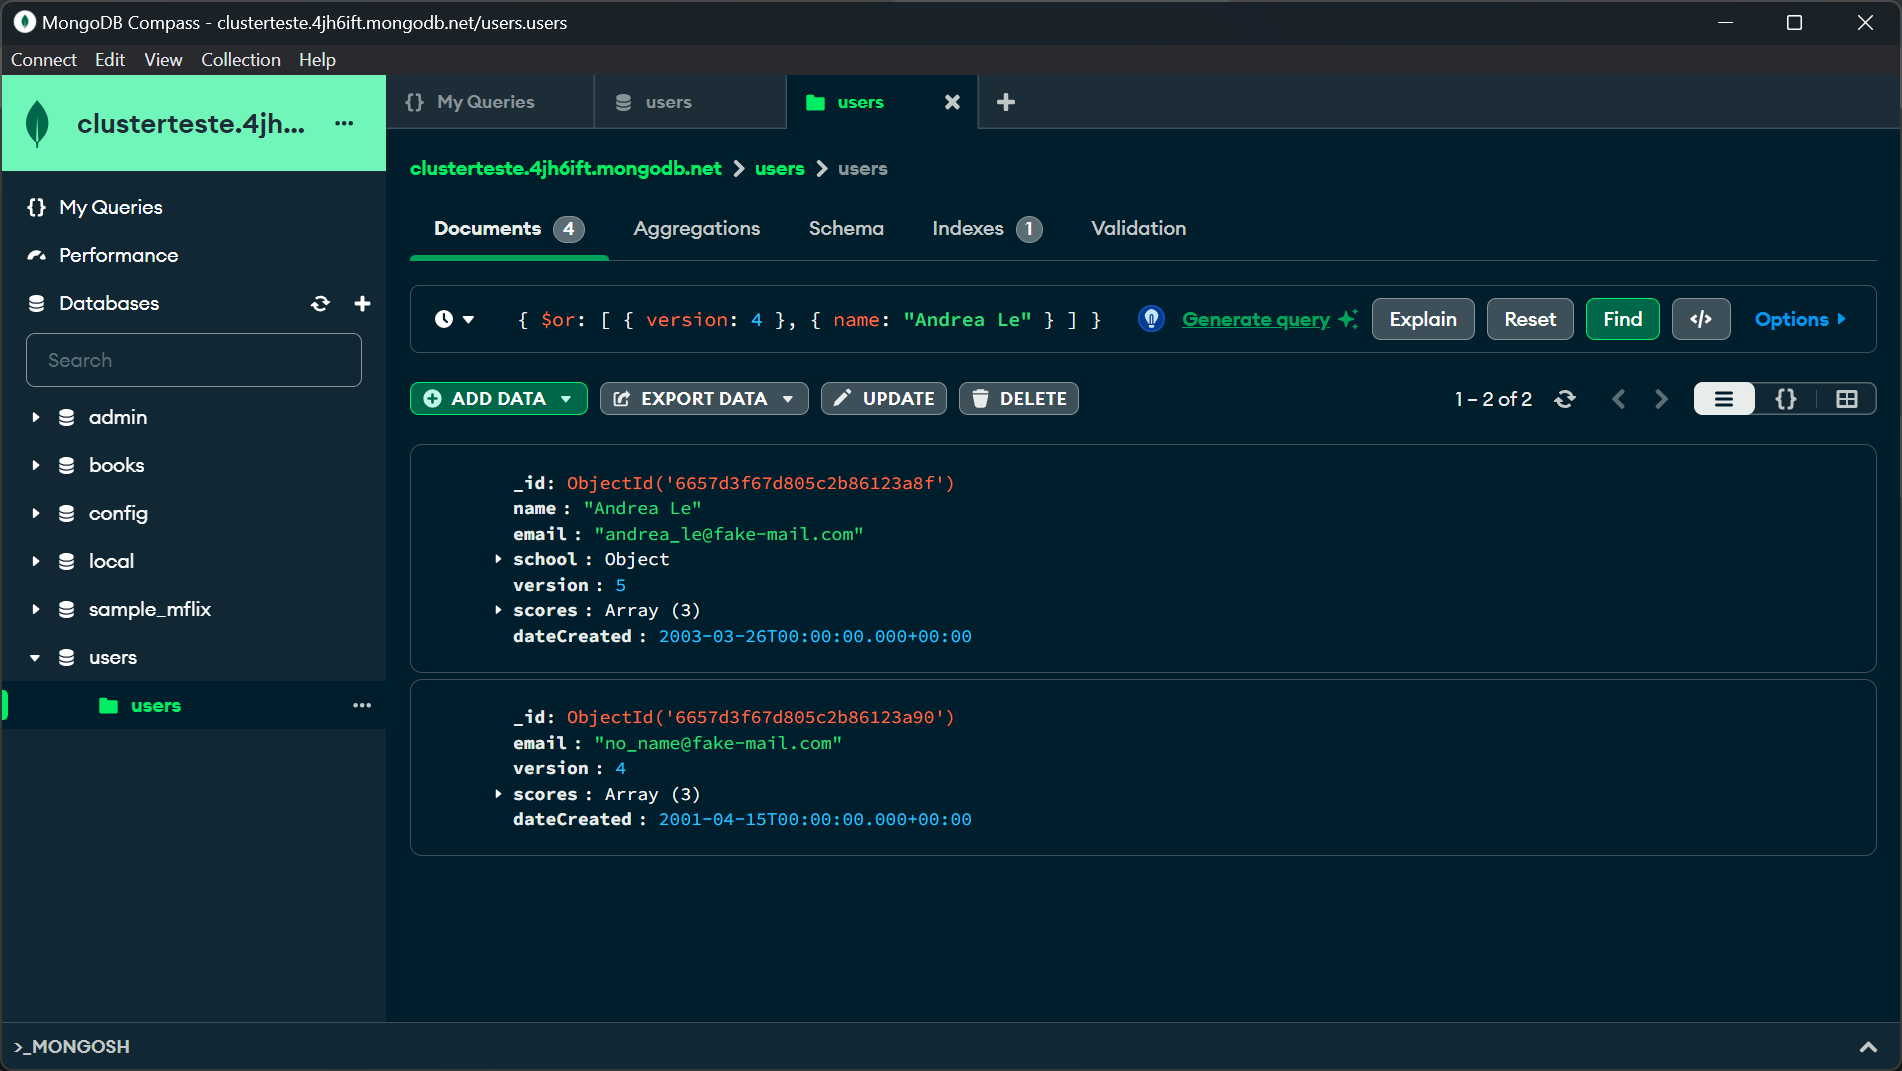 MongoDB Compass - clusterteste.4jh6ift.mongodb.net/users.users
Connect Edit View Collection Help
clusterteste.4jh... ···
{} My Queries
users
users
clusterteste.4jh6ift.mongodb.net > users > users
My Queries
Performance
Databases
Search
admin
books
config
local
sample_mflix
users
users ···
Documents 4 Aggregations Schema Indexes 1 Validation
{ $or: [ { version: 4 }, { name: "Andrea Le" } ] }
Generate query Explain Reset Find </> Options
ADD DATA EXPORT DATA UPDATE DELETE
1 – 2 of 2
_id: ObjectId('6657d3f67d805c2b86123a8f')
name : "Andrea Le"
email : "andrea_le@fake-mail.com"
school : Object
version : 5
scores : Array (3)
dateCreated : 2003-03-26T00:00:00.000+00:00
_id: ObjectId('6657d3f67d805c2b86123a90')
email : "no_name@fake-mail.com"
version : 4
scores : Array (3)
dateCreated : 2001-04-15T00:00:00.000+00:00
>_MONGOSH